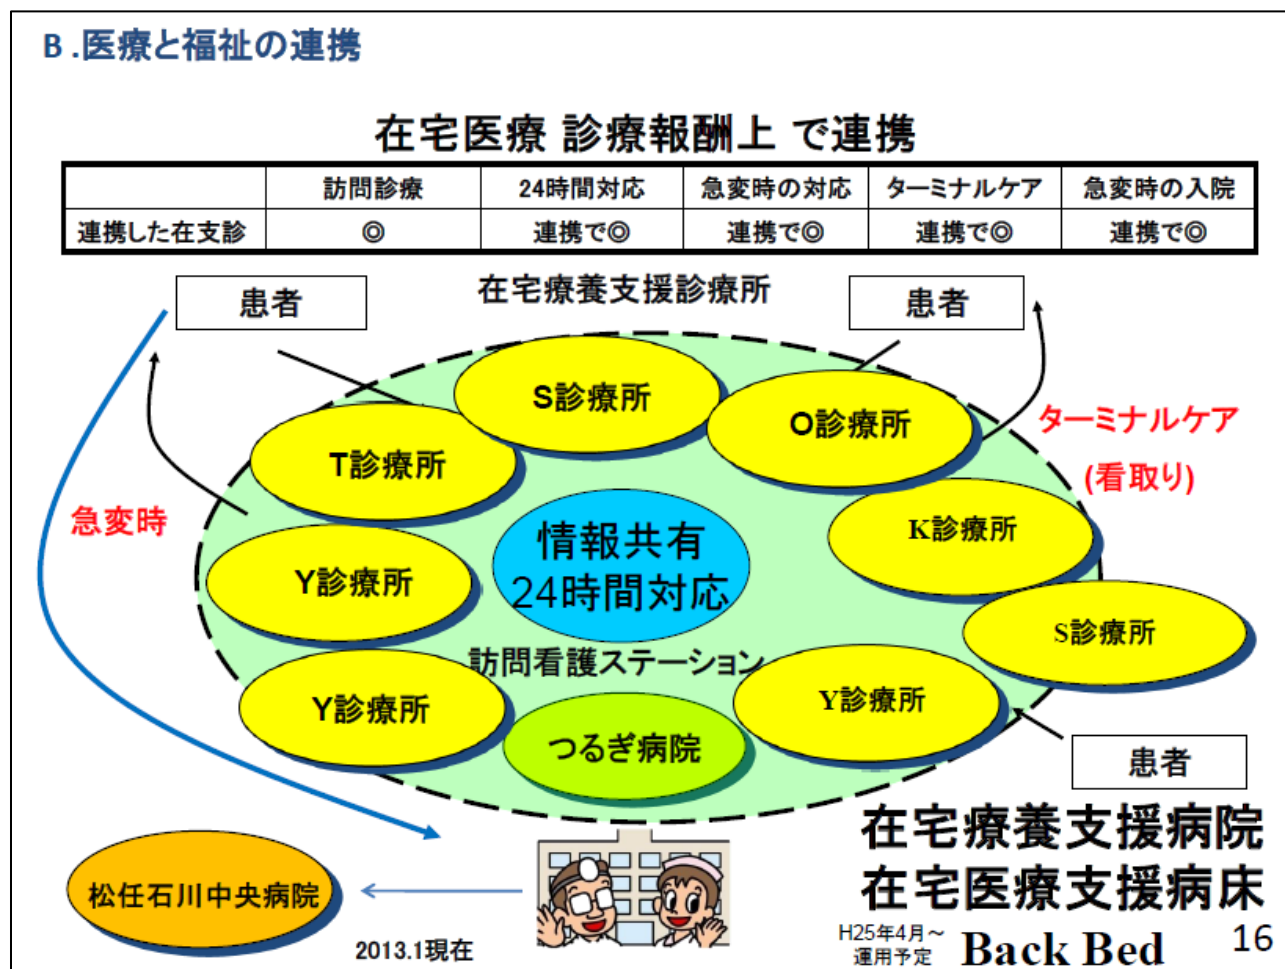 B.医療と福祉の連携
在宅医療 診療報酬上 で連携
訪問診療 24時間対応 急変時の対応 ターミナルケア 急変時の入院
連携した在支診 ◎ 連携で◎ 連携で◎ 連携で◎ 連携で◎
患者
在宅療養支援診療所
患者
S診療所
O診療所
T診療所
ターミナルケア
(看取り)
急変時
情報共有
24時間対応
K診療所
Y診療所
S診療所
訪問看護ステーション
Y診療所
Y診療所
つるぎ病院
患者
在宅療養支援病院
在宅医療支援病床
松任石川中央病院
2013.1現在
H25年4月～
運用予定
Back Bed
16